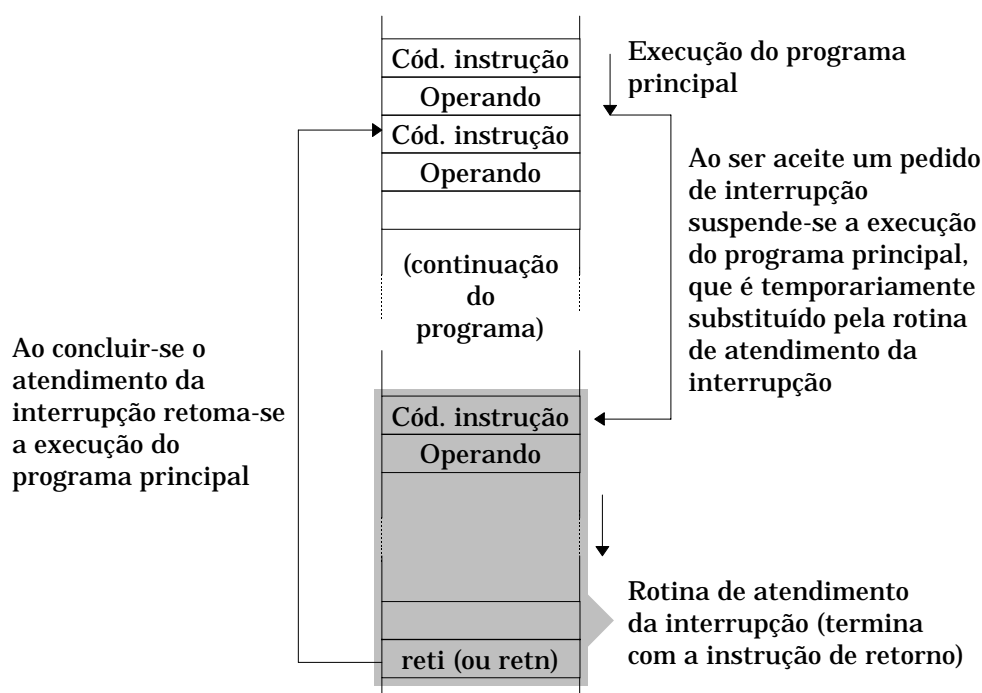 Cód. instrução
Operando
Cód. instrução
Operando
(continuação
do
programa)
Cód. instrução
Operando
reti (ou retn)
Execução do programa
principal
Ao ser aceite um pedido
de interrupção
suspende-se a execução
do programa principal,
que é temporariamente
substituído pela rotina
de atendimento da
interrupção
Ao concluir-se o
atendimento da
interrupção retoma-se
a execução do
programa principal
Rotina de atendimento
da interrupção (termina
com a instrução de retorno)